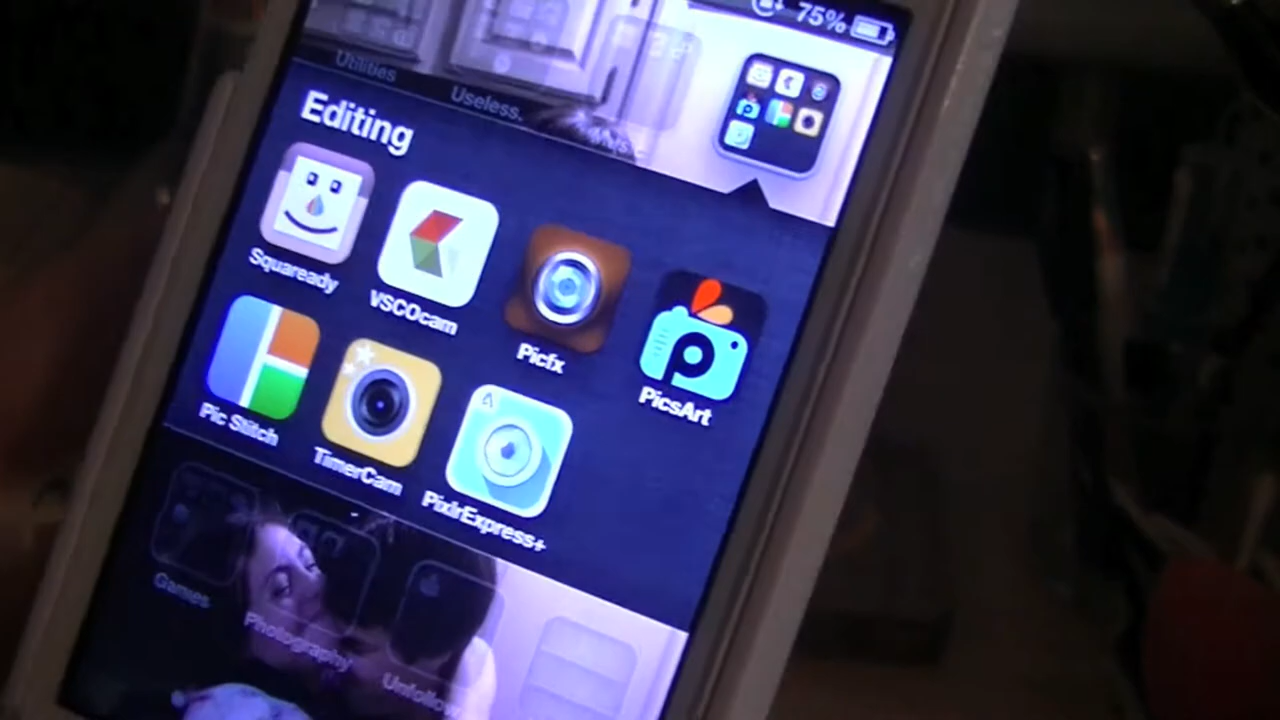 75%
Utilities
Useless.
Editing
Squaready
VSCOcam
Picfx
PicsArt
Pic Stitch
TimerCam
PixlrExpress+
Games
Photography
Unfollow